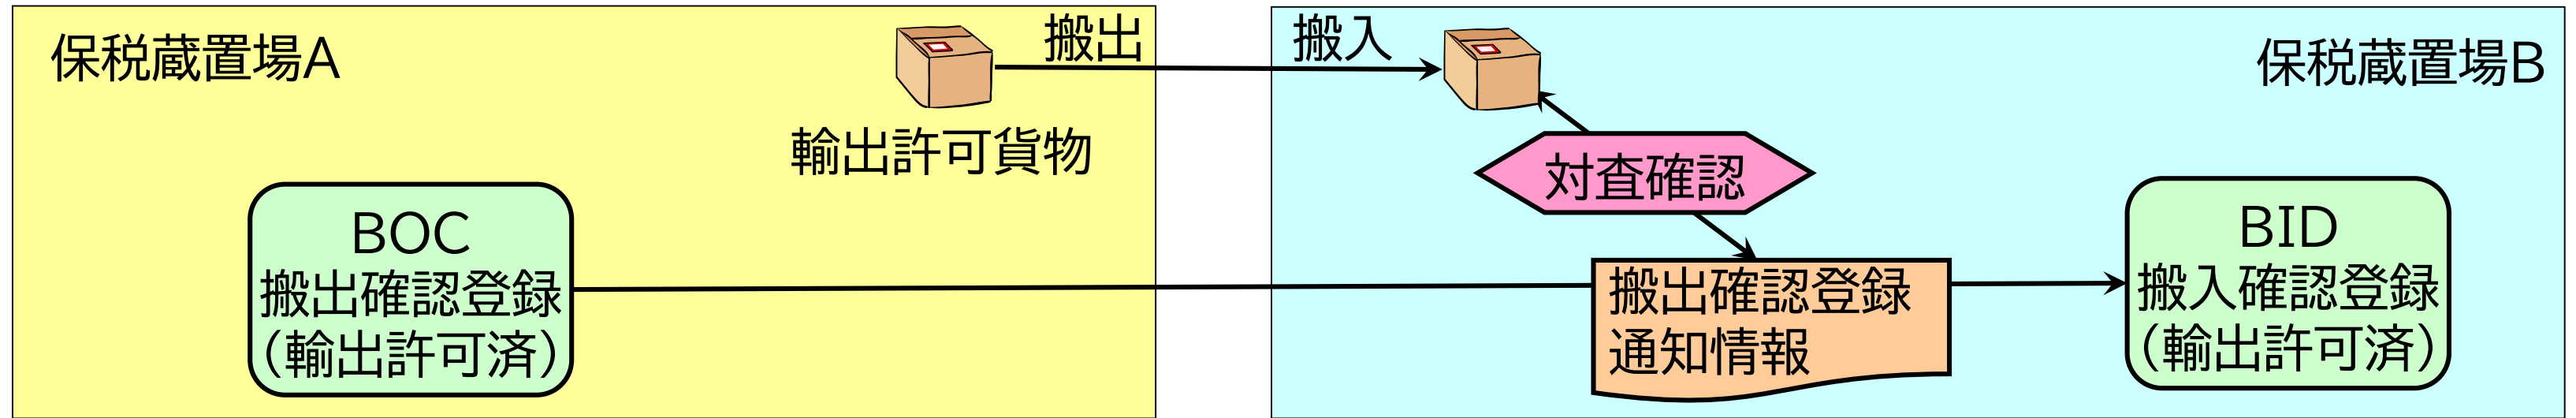 保税蔵置場A
搬出
輸出許可貨物
BOC
搬出確認登録
（輸出許可済）
搬入
保税蔵置場B
対査確認
搬出確認登録
通知情報
BID
搬入確認登録
（輸出許可済）